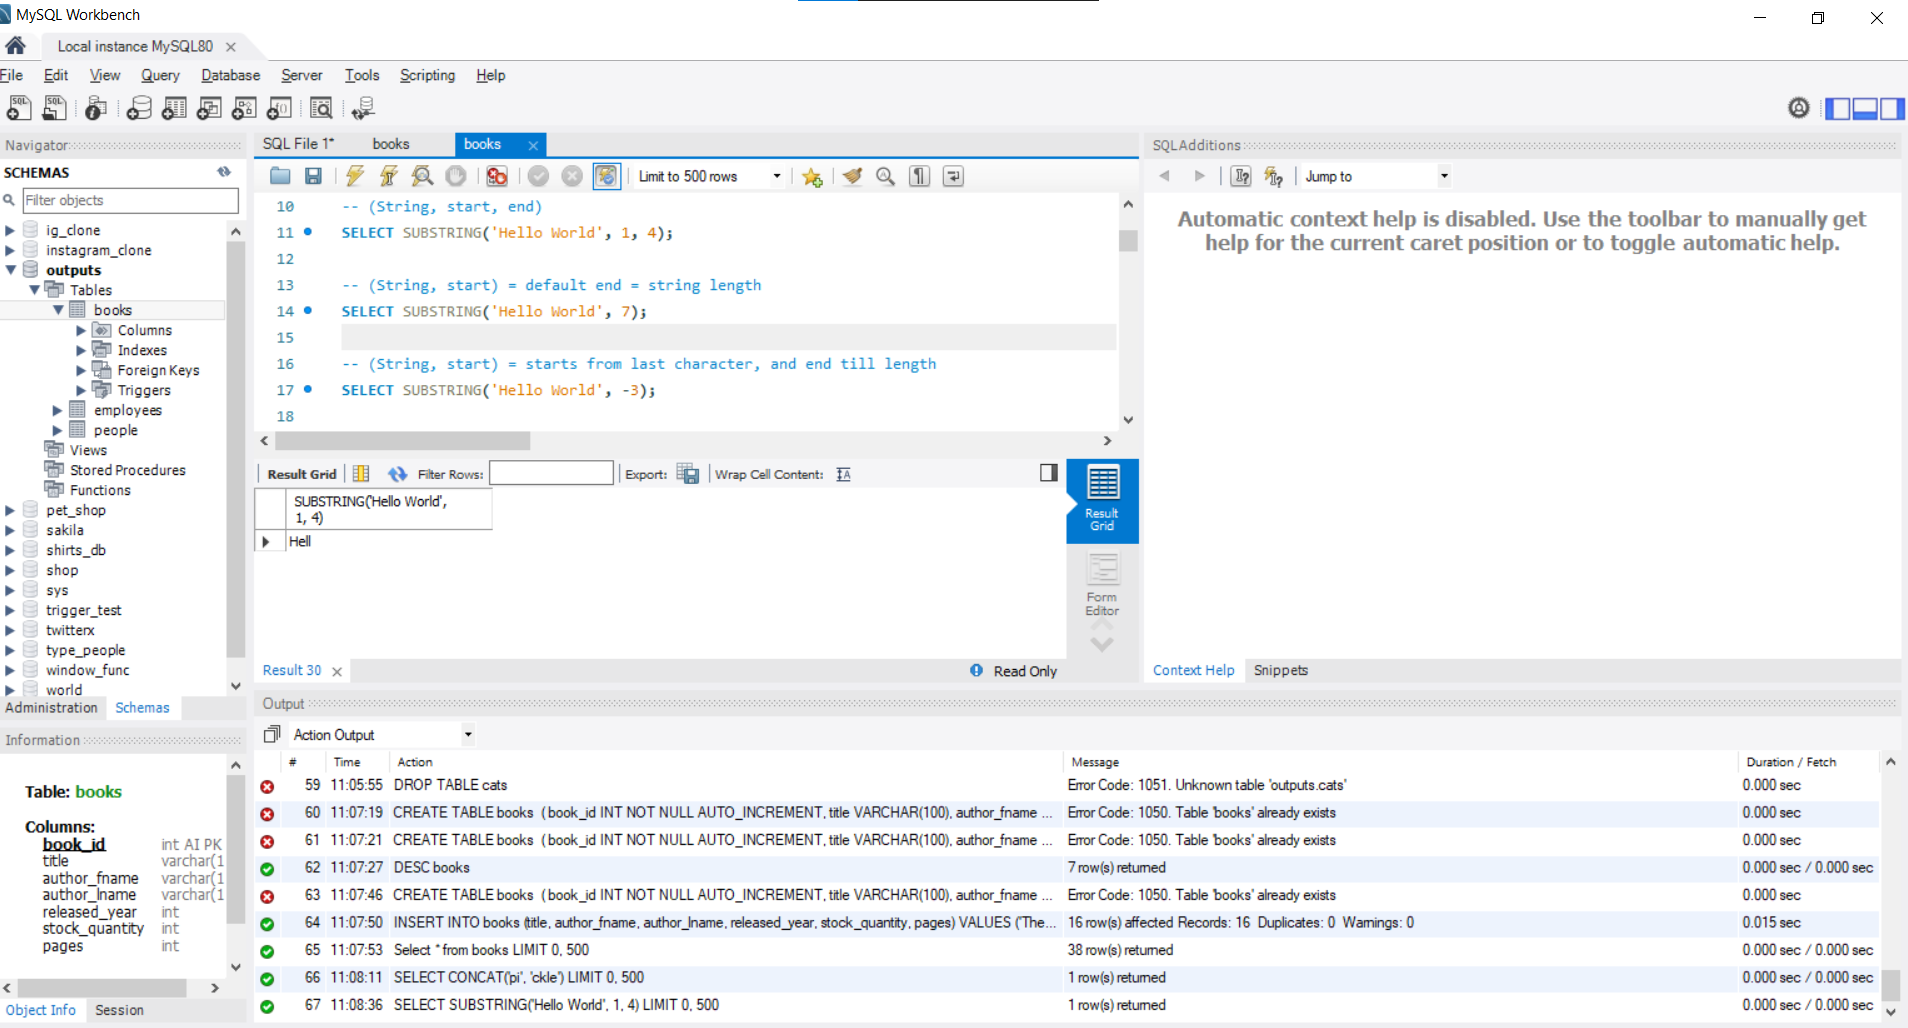 MySQL Workbench
Local instance MySQL80
File Edit View Query Database Server Tools Scripting Help
Navigator
SCHEMAS
Filter objects
ig_clone
instagram_clone
outputs
Tables
books
Columns
Indexes
Foreign Keys
Triggers
employees
people
Views
Stored Procedures
Functions
pet_shop
sakila
shirts_db
shop
sys
trigger_test
twitterx
type_people
window_func
world
Administration Schemas
Information
Table: books
Columns:
book_id int AI PK
title varchar(1
author_fname varchar(1
author_lname varchar(1
released_year int
stock_quantity int
pages int
Object Info Session
SQL File 1* books books
Limit to 500 rows
10 -- (String, start, end)
11 SELECT SUBSTRING('Hello World', 1, 4);
12
13 -- (String, start) = default end = string length
14 SELECT SUBSTRING('Hello World', 7);
15
16 -- (String, start) = starts from last character, and end till length
17 SELECT SUBSTRING('Hello World', -3);
18
Result Grid Filter Rows: Export: Wrap Cell Content:
SUBSTRING('Hello World',
1, 4)
Hell
Result
Grid
Form
Editor
Result 30 Read Only
SQLAdditions
Jump to
Automatic context help is disabled. Use the toolbar to manually get
help for the current caret position or to toggle automatic help.
Context Help Snippets
Output
Action Output
# Time Action Message Duration / Fetch
59 11:05:55 DROP TABLE cats Error Code: 1051. Unknown table 'outputs.cats' 0.000 sec
60 11:07:19 CREATE TABLE books ( book_id INT NOT NULL AUTO_INCREMENT, title VARCHAR(100), author_fname ... Error Code: 1050. Table 'books' already exists 0.000 sec
61 11:07:21 CREATE TABLE books ( book_id INT NOT NULL AUTO_INCREMENT, title VARCHAR(100), author_fname ... Error Code: 1050. Table 'books' already exists 0.000 sec
62 11:07:27 DESC books 7 row(s) returned 0.000 sec / 0.000 sec
63 11:07:46 CREATE TABLE books ( book_id INT NOT NULL AUTO_INCREMENT, title VARCHAR(100), author_fname ... Error Code: 1050. Table 'books' already exists 0.000 sec
64 11:07:50 INSERT INTO books (title, author_fname, author_lname, released_year, stock_quantity, pages) VALUES ('The... 16 row(s) affected Records: 16 Duplicates: 0 Warnings: 0 0.015 sec
65 11:07:53 Select * from books LIMIT 0, 500 38 row(s) returned 0.000 sec / 0.000 sec
66 11:08:11 SELECT CONCAT('pi', 'ckle') LIMIT 0, 500 1 row(s) returned 0.000 sec / 0.000 sec
67 11:08:36 SELECT SUBSTRING('Hello World', 1, 4) LIMIT 0, 500 1 row(s) returned 0.000 sec / 0.000 sec